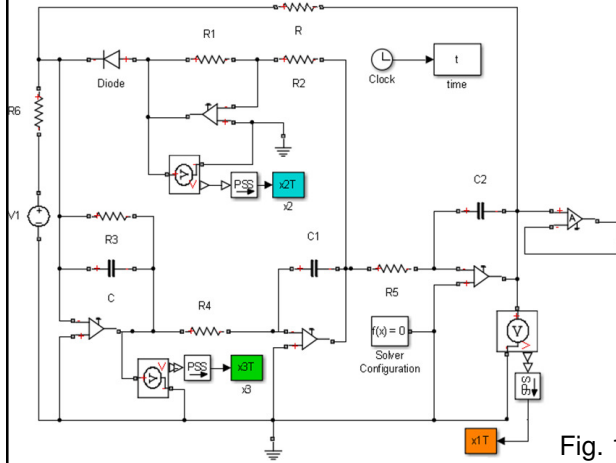 R
R1
R2
Diode
Clock
t
time
R6
PSS
x2T
x2
V
V1
R3
C
C1
C2
R4
R5
A
f(x) = 0
Solver
Configuration
V
PSS
x3T
x3
V
SPS
x1T
Fig. 1